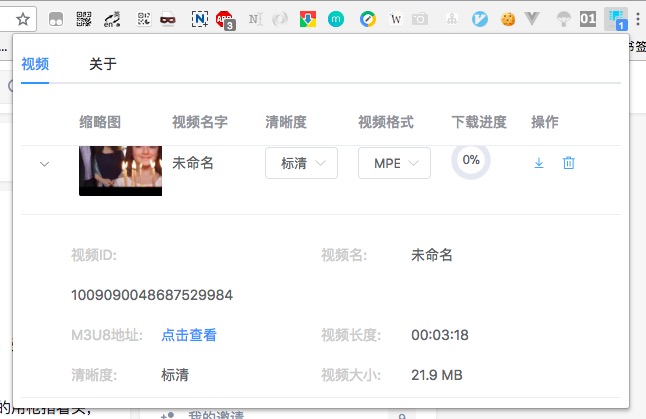 ABP
3
N
m
W
01
1
视频 关于
书签
缩略图 视频名字 清晰度 视频格式 下载进度 操作
未命名 标清 MPE 0%
视频ID: 视频名: 未命名
1009090048687529984
M3U8地址: 点击查看 视频长度: 00:03:18
清晰度: 标清 视频大小: 21.9 MB
我的邀请 9